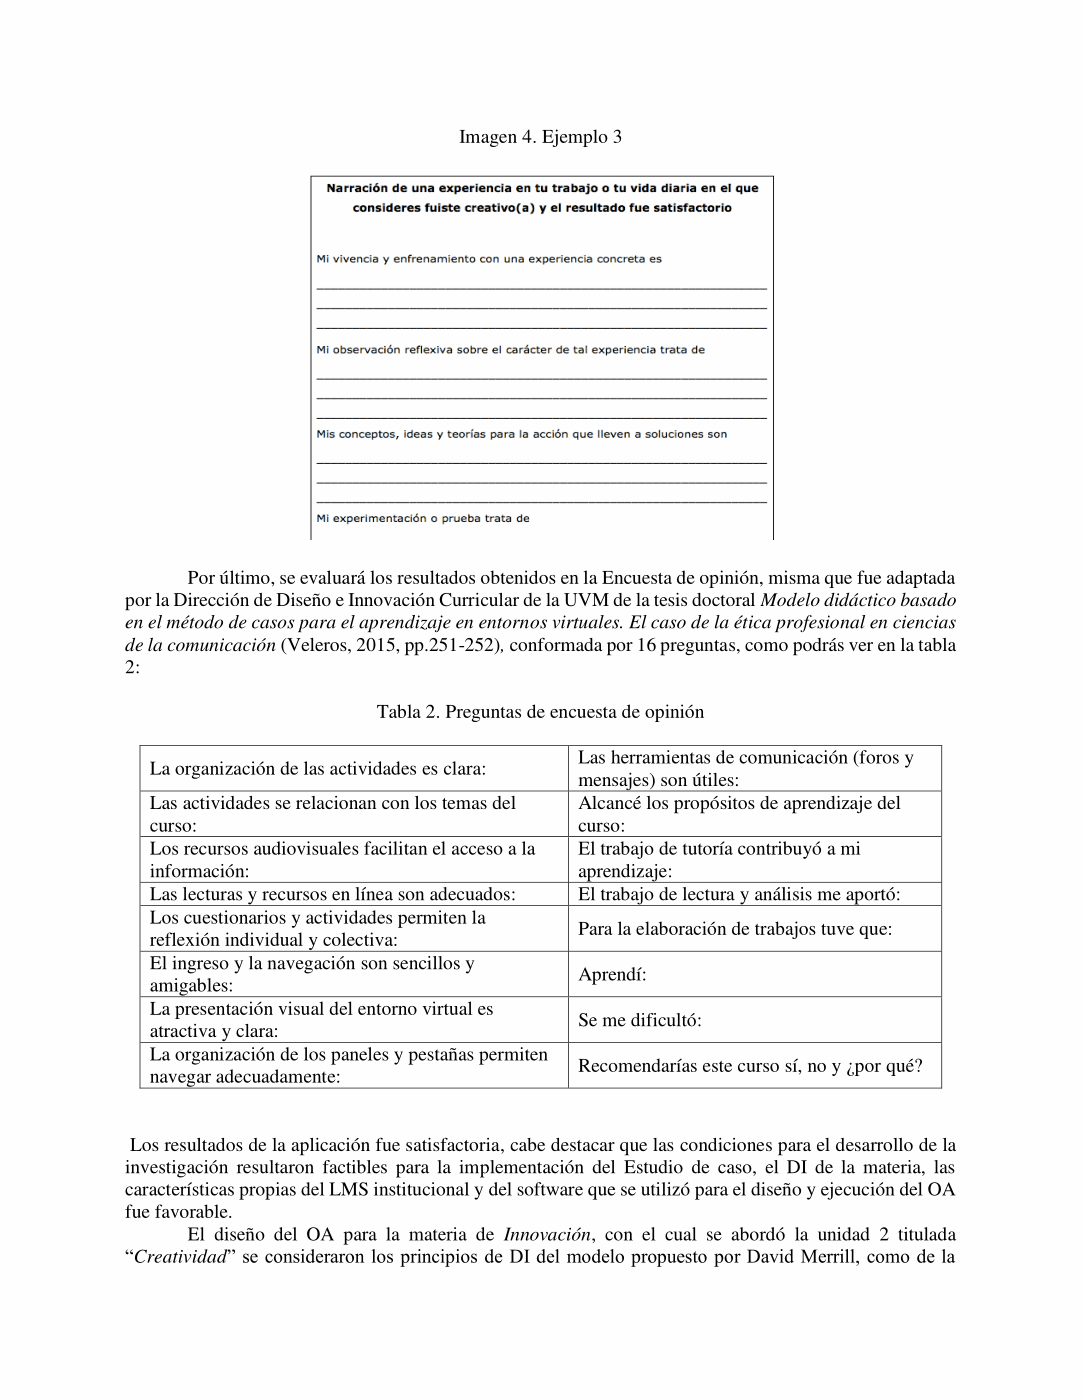 Imagen 4. Ejemplo 3
Narración de una experiencia en tu trabajo o tu vida diaria en el que
consideres fuiste creativo(a) y el resultado fue satisfactorio
Mi vivencia y enfrenamiento con una experiencia concreta es
Mi observación reflexiva sobre el carácter de tal experiencia trata de
Mis conceptos, ideas y teorías para la acción que lleven a soluciones son
Mi experimentación o prueba trata de
Por último, se evaluará los resultados obtenidos en la Encuesta de opinión, misma que fue adaptada
por la Dirección de Diseño e Innovación Curricular de la UVM de la tesis doctoral Modelo didáctico basado
en el método de casos para el aprendizaje en entornos virtuales. El caso de la ética profesional en ciencias
de la comunicación (Veleros, 2015, pp.251-252), conformada por 16 preguntas, como podrás ver en la tabla
2:
Tabla 2. Preguntas de encuesta de opinión
La organización de las actividades es clara:
Las herramientas de comunicación (foros y
mensajes) son útiles:
Las actividades se relacionan con los temas del
curso:
Alcancé los propósitos de aprendizaje del
curso:
Los recursos audiovisuales facilitan el acceso a la
información:
El trabajo de tutoría contribuyó a mi
aprendizaje:
Las lecturas y recursos en línea son adecuados:
El trabajo de lectura y análisis me aportó:
Los cuestionarios y actividades permiten la
reflexión individual y colectiva:
Para la elaboración de trabajos tuve que:
El ingreso y la navegación son sencillos y
amigables:
Aprendí:
La presentación visual del entorno virtual es
atractiva y clara:
Se me dificultó:
La organización de los paneles y pestañas permiten
navegar adecuadamente:
Recomendarías este curso sí, no y ¿por qué?
Los resultados de la aplicación fue satisfactoria, cabe destacar que las condiciones para el desarrollo de la
investigación resultaron factibles para la implementación del Estudio de caso, el DI de la materia, las
características propias del LMS institucional y del software que se utilizó para el diseño y ejecución del OA
fue favorable.
El diseño del OA para la materia de Innovación, con el cual se abordó la unidad 2 titulada
“Creatividad” se consideraron los principios de DI del modelo propuesto por David Merrill, como de la